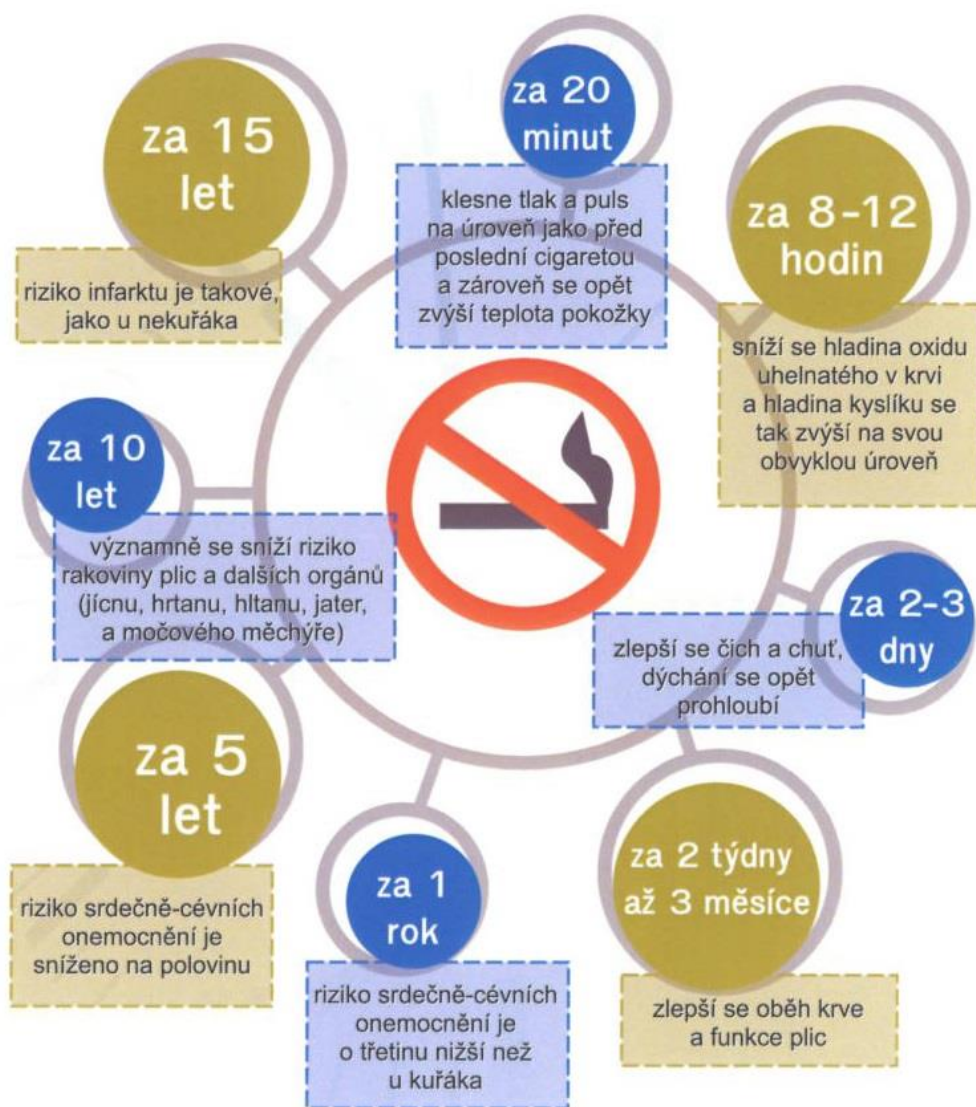 za 20
minut
klesne tlak a puls
na úroveň jako před
poslední cigaretou
a zároveň se opět
zvýší teplota pokožky
za 8-12
hodin
sníží se hladina oxidu
uhelnatého v krvi
a hladina kyslíku se
tak zvýší na svou
obvyklou úroveň
za 2-3
dny
zlepší se čich a chuť,
dýchání se opět
prohloubí
za 2 týdny
až 3 měsíce
zlepší se oběh krve
a funkce plic
za 1
rok
riziko srdečně-cévních
onemocnění je
o třetinu nižší než
u kuřáka
za 5
let
riziko srdečně-cévních
onemocnění je
sníženo na polovinu
za 10
let
významně se sníží riziko
rakoviny plic a dalších orgánů
(jícnu, hrtanu, hltanu, jater,
a močového měchýře)
za 15
let
riziko infarktu je takové,
jako u nekuřáka